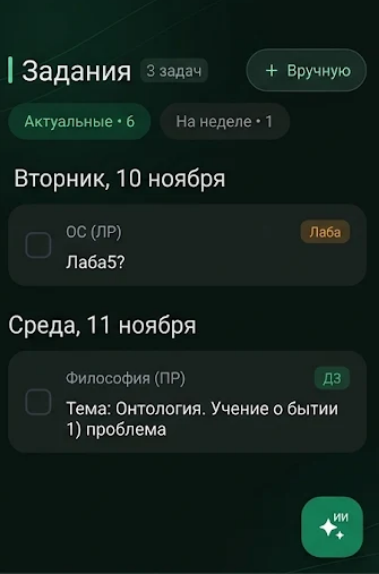 Задания 3 задач + Вручную
Актуальные • 6 На неделе • 1
Вторник, 10 ноября
ОС (ЛР) Лаба
Лаба5?
Среда, 11 ноября
Философия (ПР) ДЗ
Тема: Онтология. Учение о бытии
1) проблема
ИИ